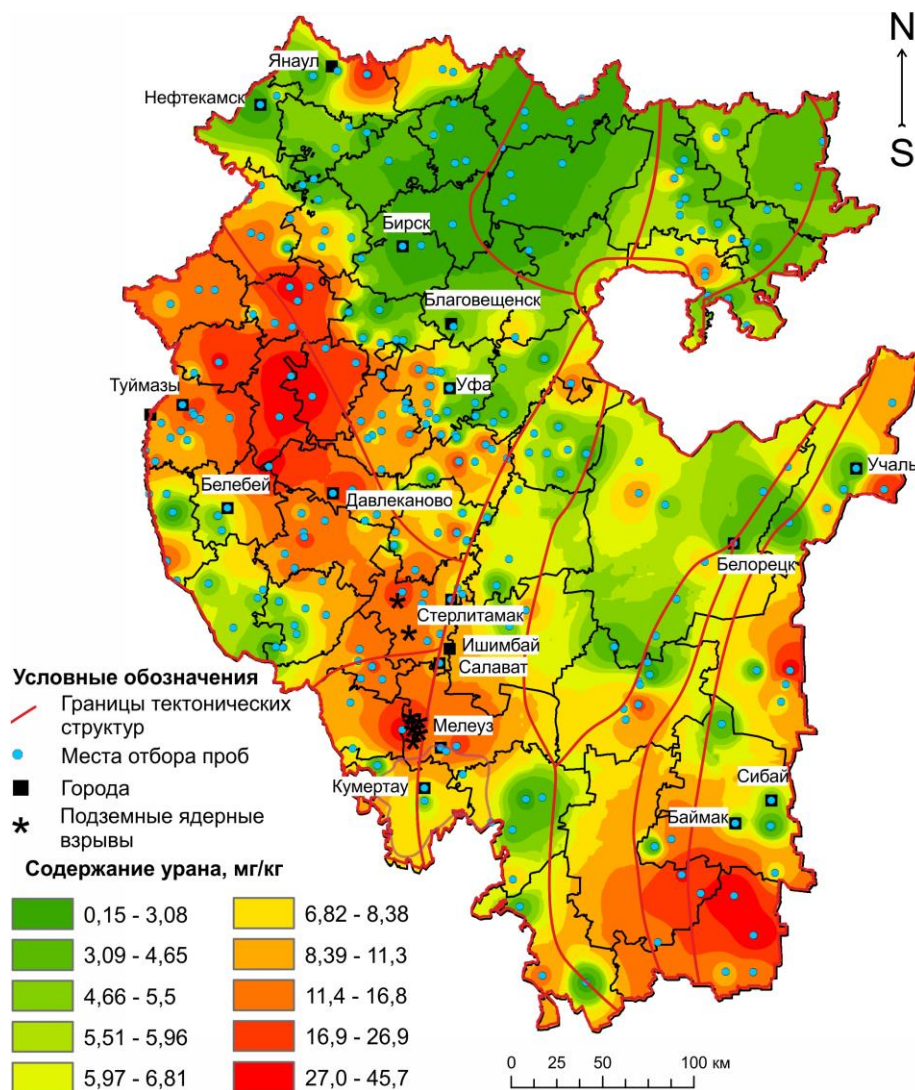 N
S
Янаул
Нефтекамск
Бирск
Благовещенск
Уфа
Туймазы
Белебей
Давлеканово
Учалы
Белорецк
Стерлитамак
Ишимбай
Салават
Мелеуз
Кумертау
Сибай
Баймак
Условные обозначения
Границы тектонических
структур
Места отбора проб
Города
Подземные ядерные
взрывы
Содержание урана, мг/кг
0,15 - 3,08
3,09 - 4,65
4,66 - 5,5
5,51 - 5,96
5,97 - 6,81
6,82 - 8,38
8,39 - 11,3
11,4 - 16,8
16,9 - 26,9
27,0 - 45,7
0 25 50 100 км